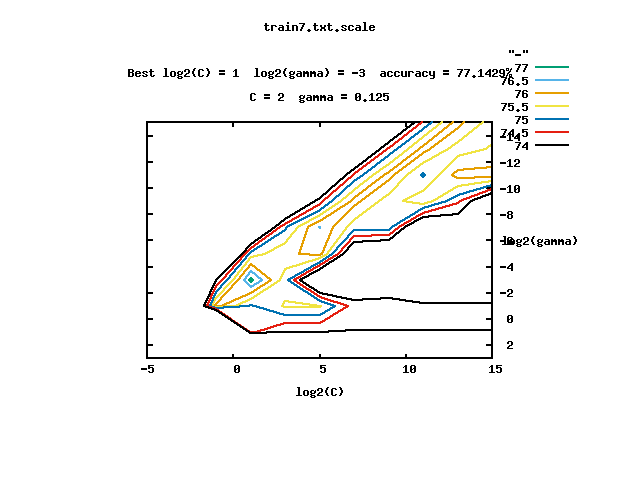 train7.txt.scale
"-"
Best log2(C) = 1 log2(gamma) = -3 accuracy = 77.1429%
77
76.5
76
75.5
75
74.5
74
C = 2 gamma = 0.125
-14
-12
-10
-8
-6
log2(gamma)
-4
-2
0
2
-5 0 5 10 15
log2(C)